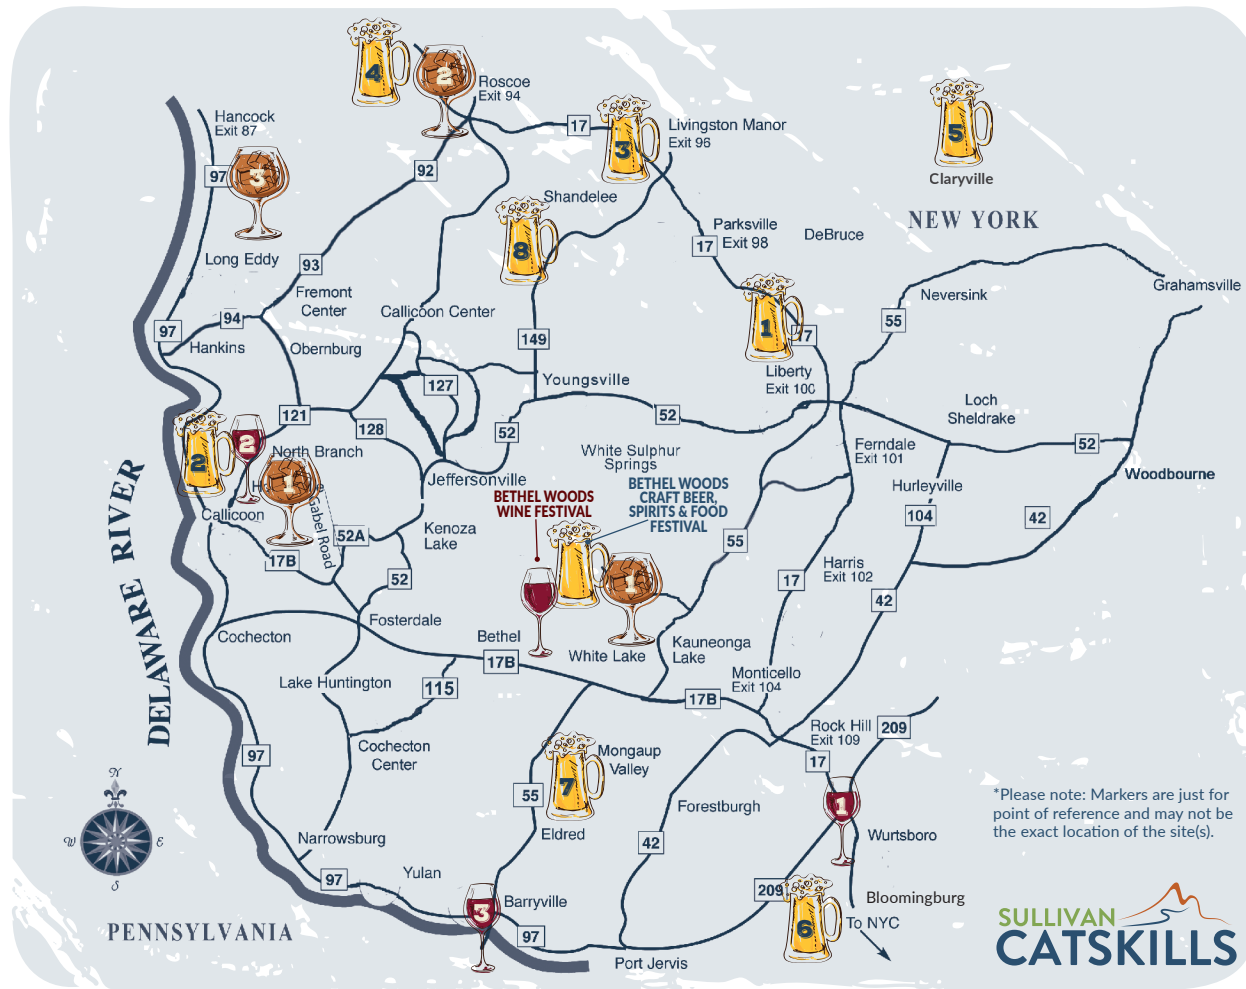 4
2
Roscoe
Exit 94
Hancock
Exit 87
17
3
Livingston Manor
Exit 96
5
Claryville
97
3
92
NEW YORK
Shandelee
8
Parksville
Exit 98
17
DeBruce
Long Eddy
93
Fremont
Center
Neversink
Grahamsville
94
97
Hankins
Obernburg
Callicoon Center
149
1
17
55
Liberty
Exit 100
127
Youngsville
121
128
52
52
Loch
Sheldrake
52
2
2
North Branch
1
Callicoon
Gabel Road
Jeffersonville
White Sulphur
Springs
Ferndale
Exit 101
Hurleyville
Woodbourne
BETHEL WOODS
WINE FESTIVAL
BETHEL WOODS
CRAFT BEER,
SPIRITS & FOOD
FESTIVAL
104
42
52A
Kenoza
Lake
17B
55
52
1
17
Harris
Exit 102
42
DELAWARE RIVER
Cochecton
Fosterdale
Bethel
17B
White Lake
Kauneonga
Lake
Lake Huntington
115
Monticello
Exit 104
17B
Rock Hill
Exit 109
209
97
Cochecton
Center
7
Mongaup
Valley
17
N
W
E
S
55
Eldred
Forestburgh
42
1
Wurtsboro
*Please note: Markers are just for
point of reference and may not be
the exact location of the site(s).
Narrowsburg
97
Yulan
3
Barryville
97
209
6
Bloomingburg
To NYC
PENNSYLVANIA
Port Jervis
SULLIVAN
CATSKILLS